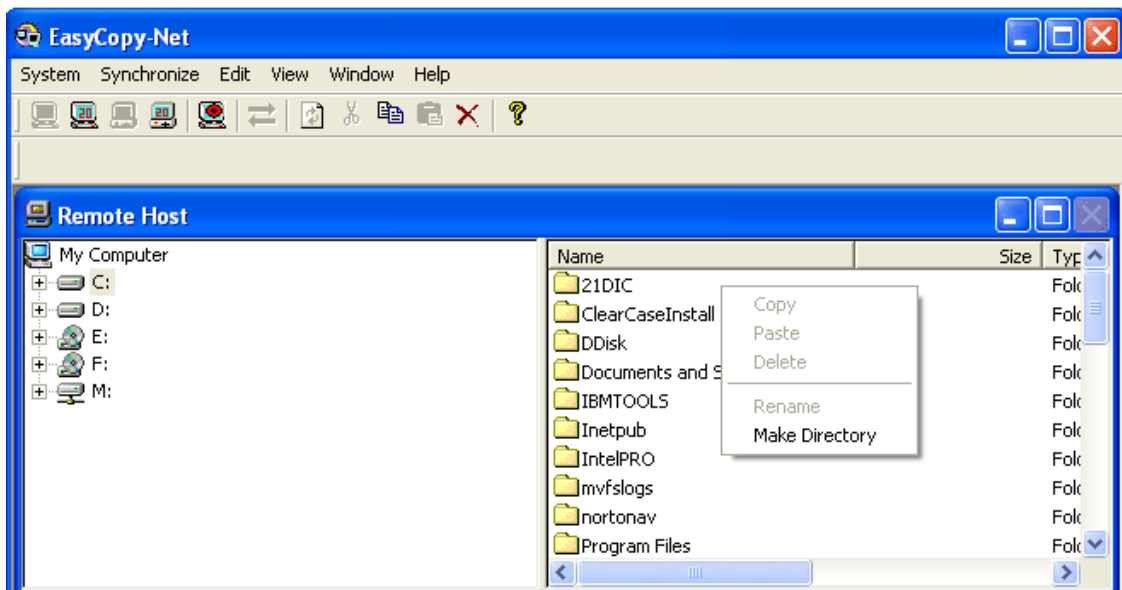 EasyCopy-Net
System Synchronize Edit View Window Help
20 20
Remote Host
My Computer
C:
D:
E:
F:
M:
Name Size Typ
21DIC Fold
ClearCaseInstall Fold
DDisk Fold
Documents and S Fold
IBMTOOLS Fold
Inetpub Fold
IntelPRO Fold
mvfslogs Fold
nortonav Fold
Program Files Fold
Copy
Paste
Delete
Rename
Make Directory